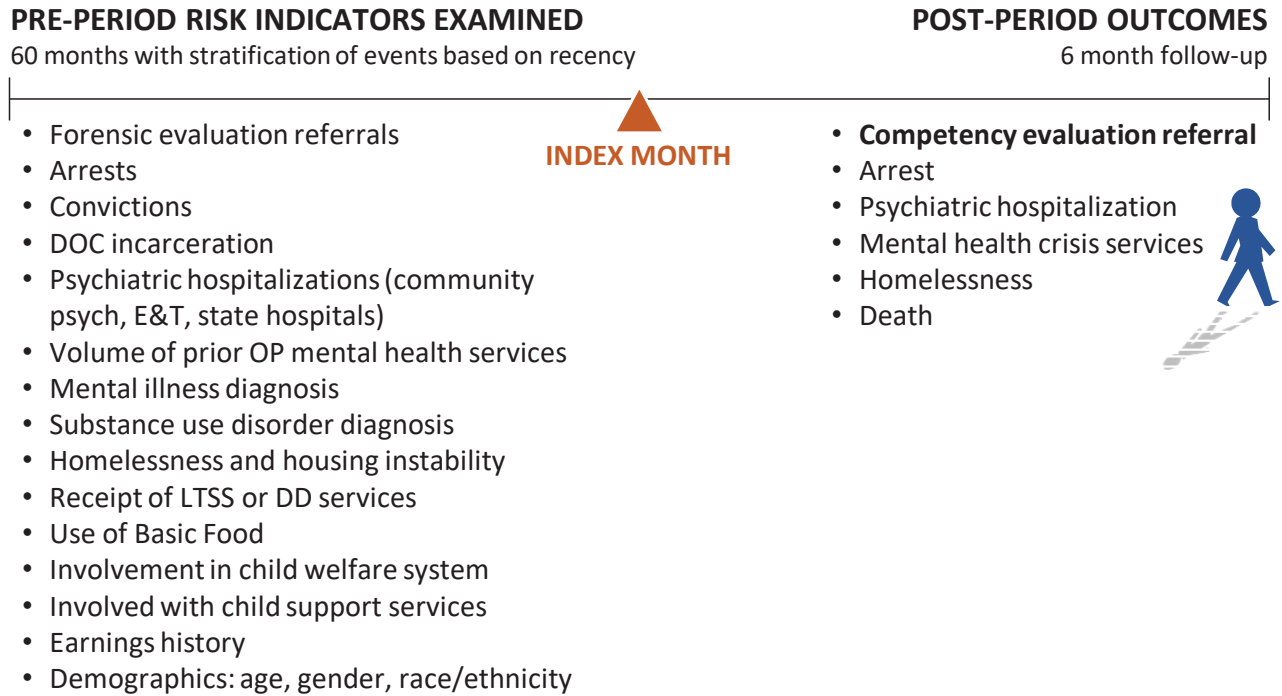 PRE-PERIOD RISK INDICATORS EXAMINED
60 months with stratification of events based on recency
POST-PERIOD OUTCOMES
6 month follow-up
INDEX MONTH
• Forensic evaluation referrals
• Arrests
• Convictions
• DOC incarceration
• Psychiatric hospitalizations (community
psych, E&T, state hospitals)
• Volume of prior OP mental health services
• Mental illness diagnosis
• Substance use disorder diagnosis
• Homelessness and housing instability
• Receipt of LTSS or DD services
• Use of Basic Food
• Involvement in child welfare system
• Involved with child support services
• Earnings history
• Demographics: age, gender, race/ethnicity
• Competency evaluation referral
• Arrest
• Psychiatric hospitalization
• Mental health crisis services
• Homelessness
• Death